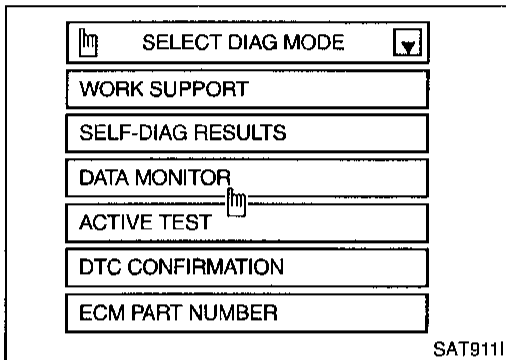 SELECT DIAG MODE
WORK SUPPORT
SELF-DIAG RESULTS
DATA MONITOR
ACTIVE TEST
DTC CONFIRMATION
ECM PART NUMBER
SAT911I